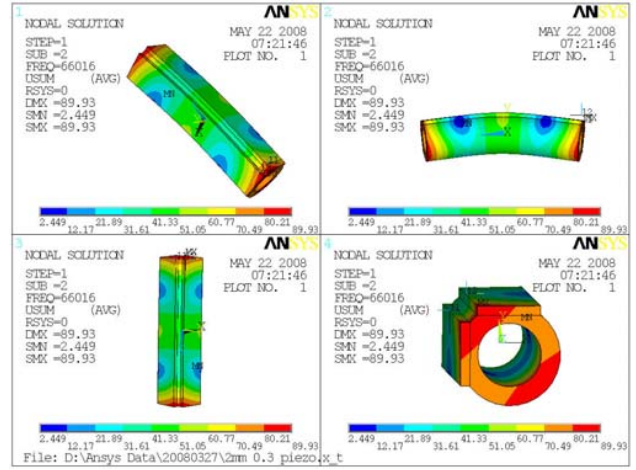 1
ANSYS
NODAL SOLUTION
MAY 22 2008
07:21:46
PLOT NO. 1
STEP=1
SUB =2
FREQ=66016
USUM (AVG)
RSYS=0
DMX =89.93
SMN =2.449
SMX =89.93
MN
2.449 12.17 21.89 31.61 41.33 51.05 60.77 70.49 80.21 89.93
2
ANSYS
NODAL SOLUTION
MAY 22 2008
07:21:46
PLOT NO. 1
STEP=1
SUB =2
FREQ=66016
USUM (AVG)
RSYS=0
DMX =89.93
SMN =2.449
SMX =89.93
Y
X
2.449 12.17 21.89 31.61 41.33 51.05 60.77 70.49 80.21 89.93
3
ANSYS
NODAL SOLUTION
MAY 22 2008
07:21:46
PLOT NO. 1
STEP=1
SUB =2
FREQ=66016
USUM (AVG)
RSYS=0
DMX =89.93
SMN =2.449
SMX =89.93
MX
X
MN
2.449 12.17 21.89 31.61 41.33 51.05 60.77 70.49 80.21 89.93
4
ANSYS
NODAL SOLUTION
MAY 22 2008
07:21:46
PLOT NO. 1
STEP=1
SUB =2
FREQ=66016
USUM (AVG)
RSYS=0
DMX =89.93
SMN =2.449
SMX =89.93
MN
2.449 12.17 21.89 31.61 41.33 51.05 60.77 70.49 80.21 89.93
File: D:\Ansys Data\20080327\2mm 0.3 piezo.x_t